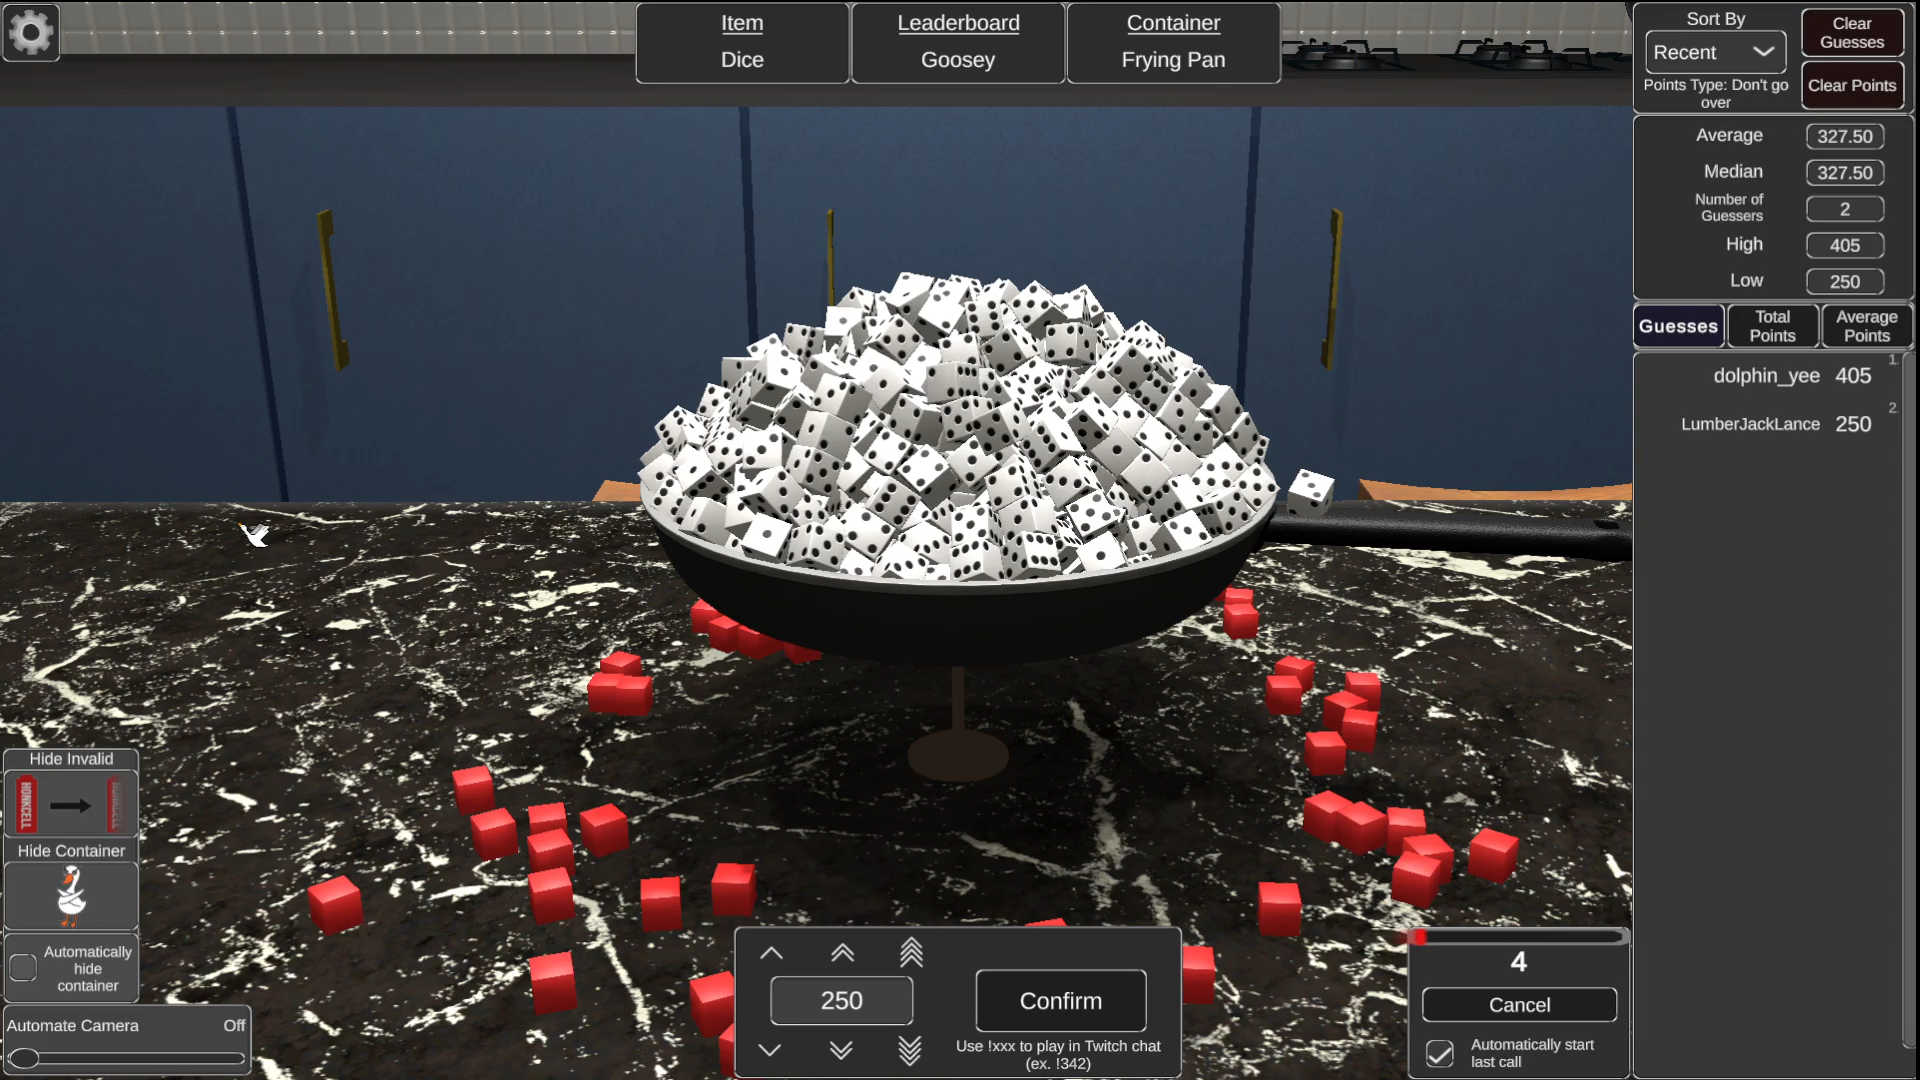 Item
Dice
Leaderboard
Goosey
Container
Frying Pan
Sort By
Recent
Points Type: Don't go
over
Clear
Guesses
Clear Points
Average 327.50
Median 327.50
Number of
Guessers
2
High 405
Low 250
Guesses
Total
Points
Average
Points
1.
dolphin_yee 405
2.
LumberJackLance 250
Hide Invalid
HONKCELL
Hide Container
Automatically
hide
container
Automate Camera Off
250
Confirm
Use !xxx to play in Twitch chat
(ex. !342)
4
Cancel
Automatically start
last call